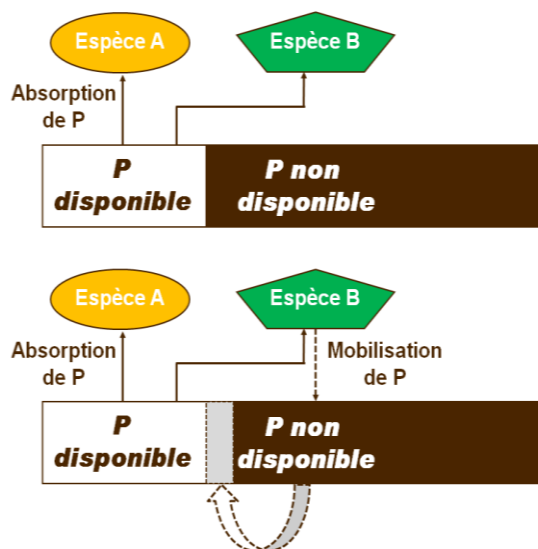 Espèce A
Espèce B
Absorption
de P
P
disponible
P non
disponible
Espèce A
Espèce B
Absorption
de P
Mobilisation
de P
P
disponible
P non
disponible